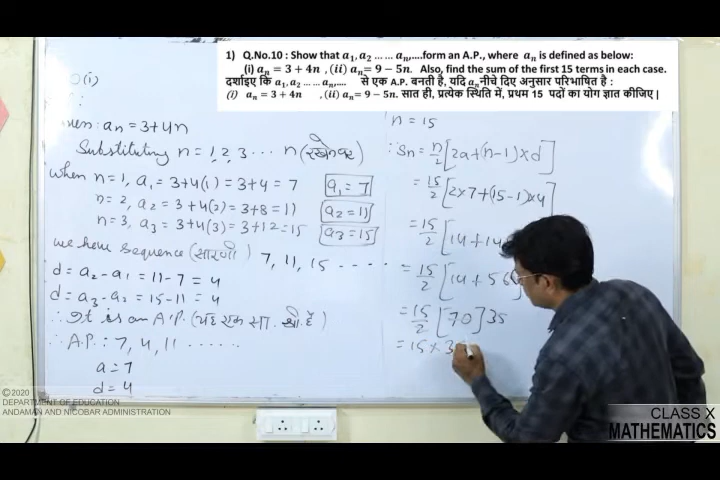 1) Q.No.10 : Show that a₁, a₂ ... ... aₙ,....form an A.P., where aₙ is defined as below:
(i) aₙ = 3 + 4n , (ii) aₙ = 9 − 5n. Also, find the sum of the first 15 terms in each case.
दर्शाइए कि a₁, a₂ ... ... aₙ,.... से एक A.P. बनती है, यदि aₙ नीचे दिए अनुसार परिभाषित है :
(i) aₙ = 3 + 4n , (ii) aₙ = 9 − 5n. साथ ही, प्रत्येक स्थिति में, प्रथम 15 पदों का योग ज्ञात कीजिए |
(i)
aₙ = 3+4n
Substituting n = 1, 2, 3 ... n (रखने पर)
when n=1, a₁ = 3+4(1) = 3+4 = 7 a₁ = 7
n=2, a₂ = 3+4(2) = 3+8 = 11 a₂ = 11
n=3, a₃ = 3+4(3) = 3+12 = 15 a₃ = 15
we have sequence 7, 11, 15 .....
d = a₂ - a₁ = 11-7 = 4
d = a₃ - a₂ = 15-11 = 4
∴ It is an A.P. (यह एक स. श्रे. है)
∴ A.P. : 7, 4, 11 ......
a = 7
d = 4
n = 15
∵ Sn = n/2 [2a+(n-1)×d]
= 15/2 [2×7+(15-1)×4]
= 15/2 [14+14
= 15/2 [14+56]
= 15/2 [70] 35
= 15 × 3
©2020
DEPARTMENT OF EDUCATION
ANDAMAN AND NICOBAR ADMINISTRATION
CLASS X
MATHEMATICS